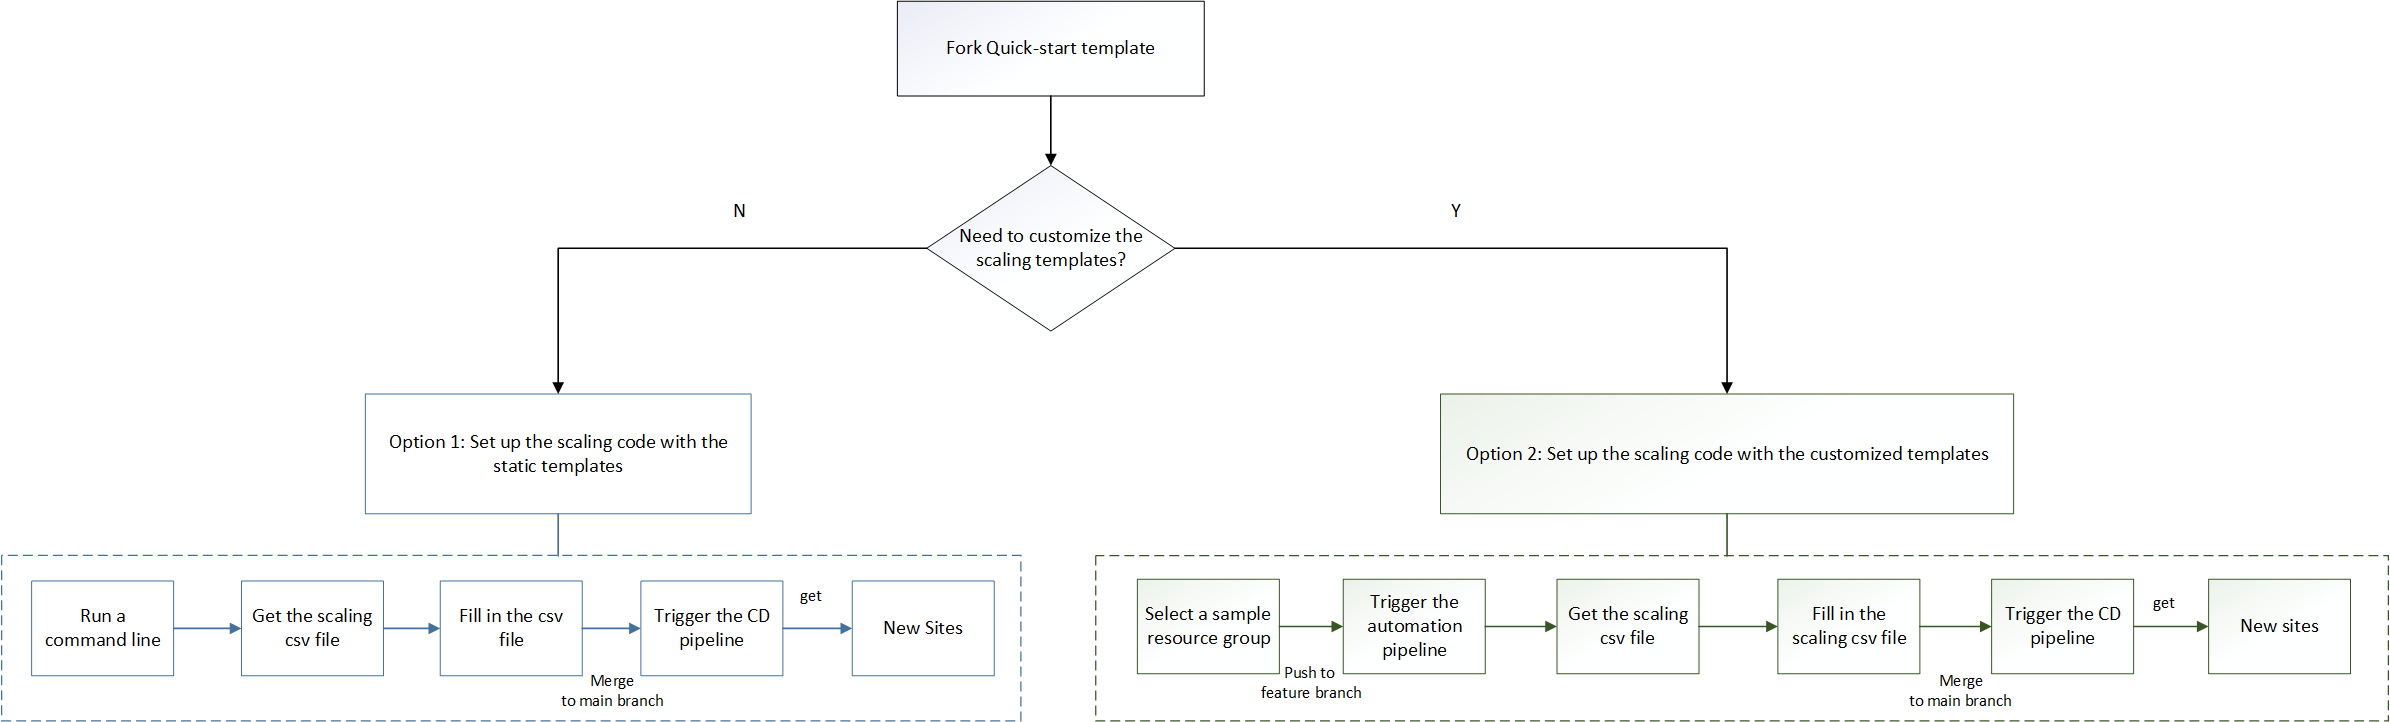 Fork Quick-start template
N
Y
Need to customize the
scaling templates?
Option 1: Set up the scaling code with the
static templates
Option 2: Set up the scaling code with the customized templates
Run a
command line
Get the scaling
csv file
Fill in the csv
file
Merge
to main branch
Trigger the CD
pipeline
get
New Sites
Select a sample
resource group
Push to
feature branch
Trigger the
automation
pipeline
Get the scaling
csv file
Fill in the
scaling csv file
Merge
to main branch
Trigger the CD
pipeline
get
New sites